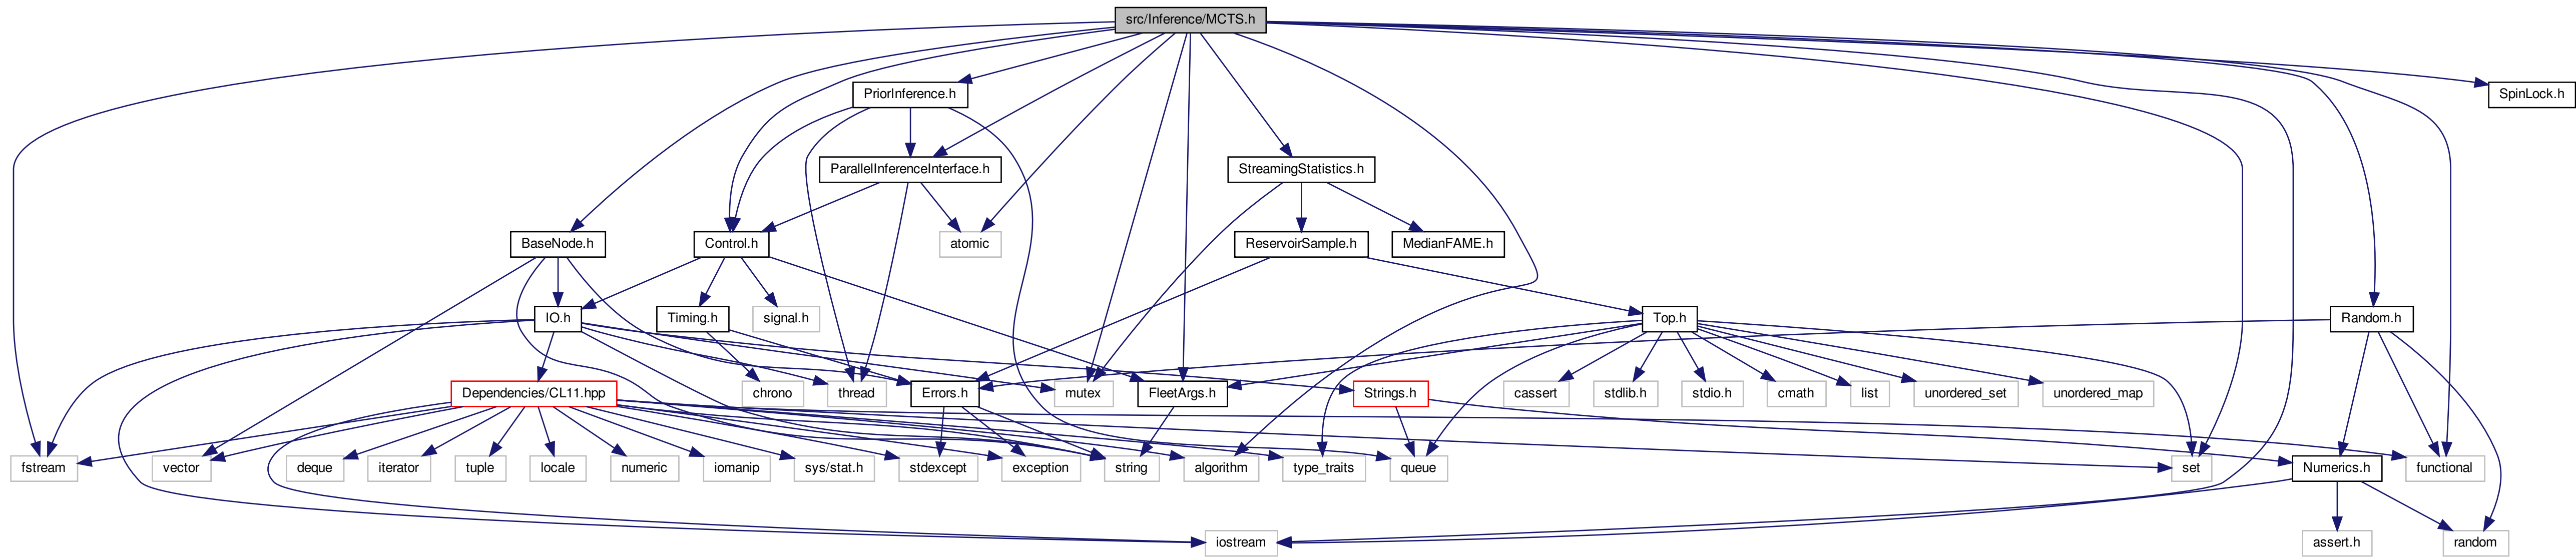 src/Inference/MCTS.h
PriorInference.h
SpinLock.h
ParallelInferenceInterface.h
StreamingStatistics.h
BaseNode.h
Control.h
atomic
ReservoirSample.h
MedianFAME.h
IO.h
Timing.h
signal.h
Top.h
Random.h
Dependencies/CL11.hpp
chrono
thread
Errors.h
mutex
FleetArgs.h
Strings.h
cassert
stdlib.h
stdio.h
cmath
list
unordered_set
unordered_map
fstream
vector
deque
iterator
tuple
locale
numeric
iomanip
sys/stat.h
stdexcept
exception
string
algorithm
type_traits
queue
set
Numerics.h
functional
iostream
assert.h
random